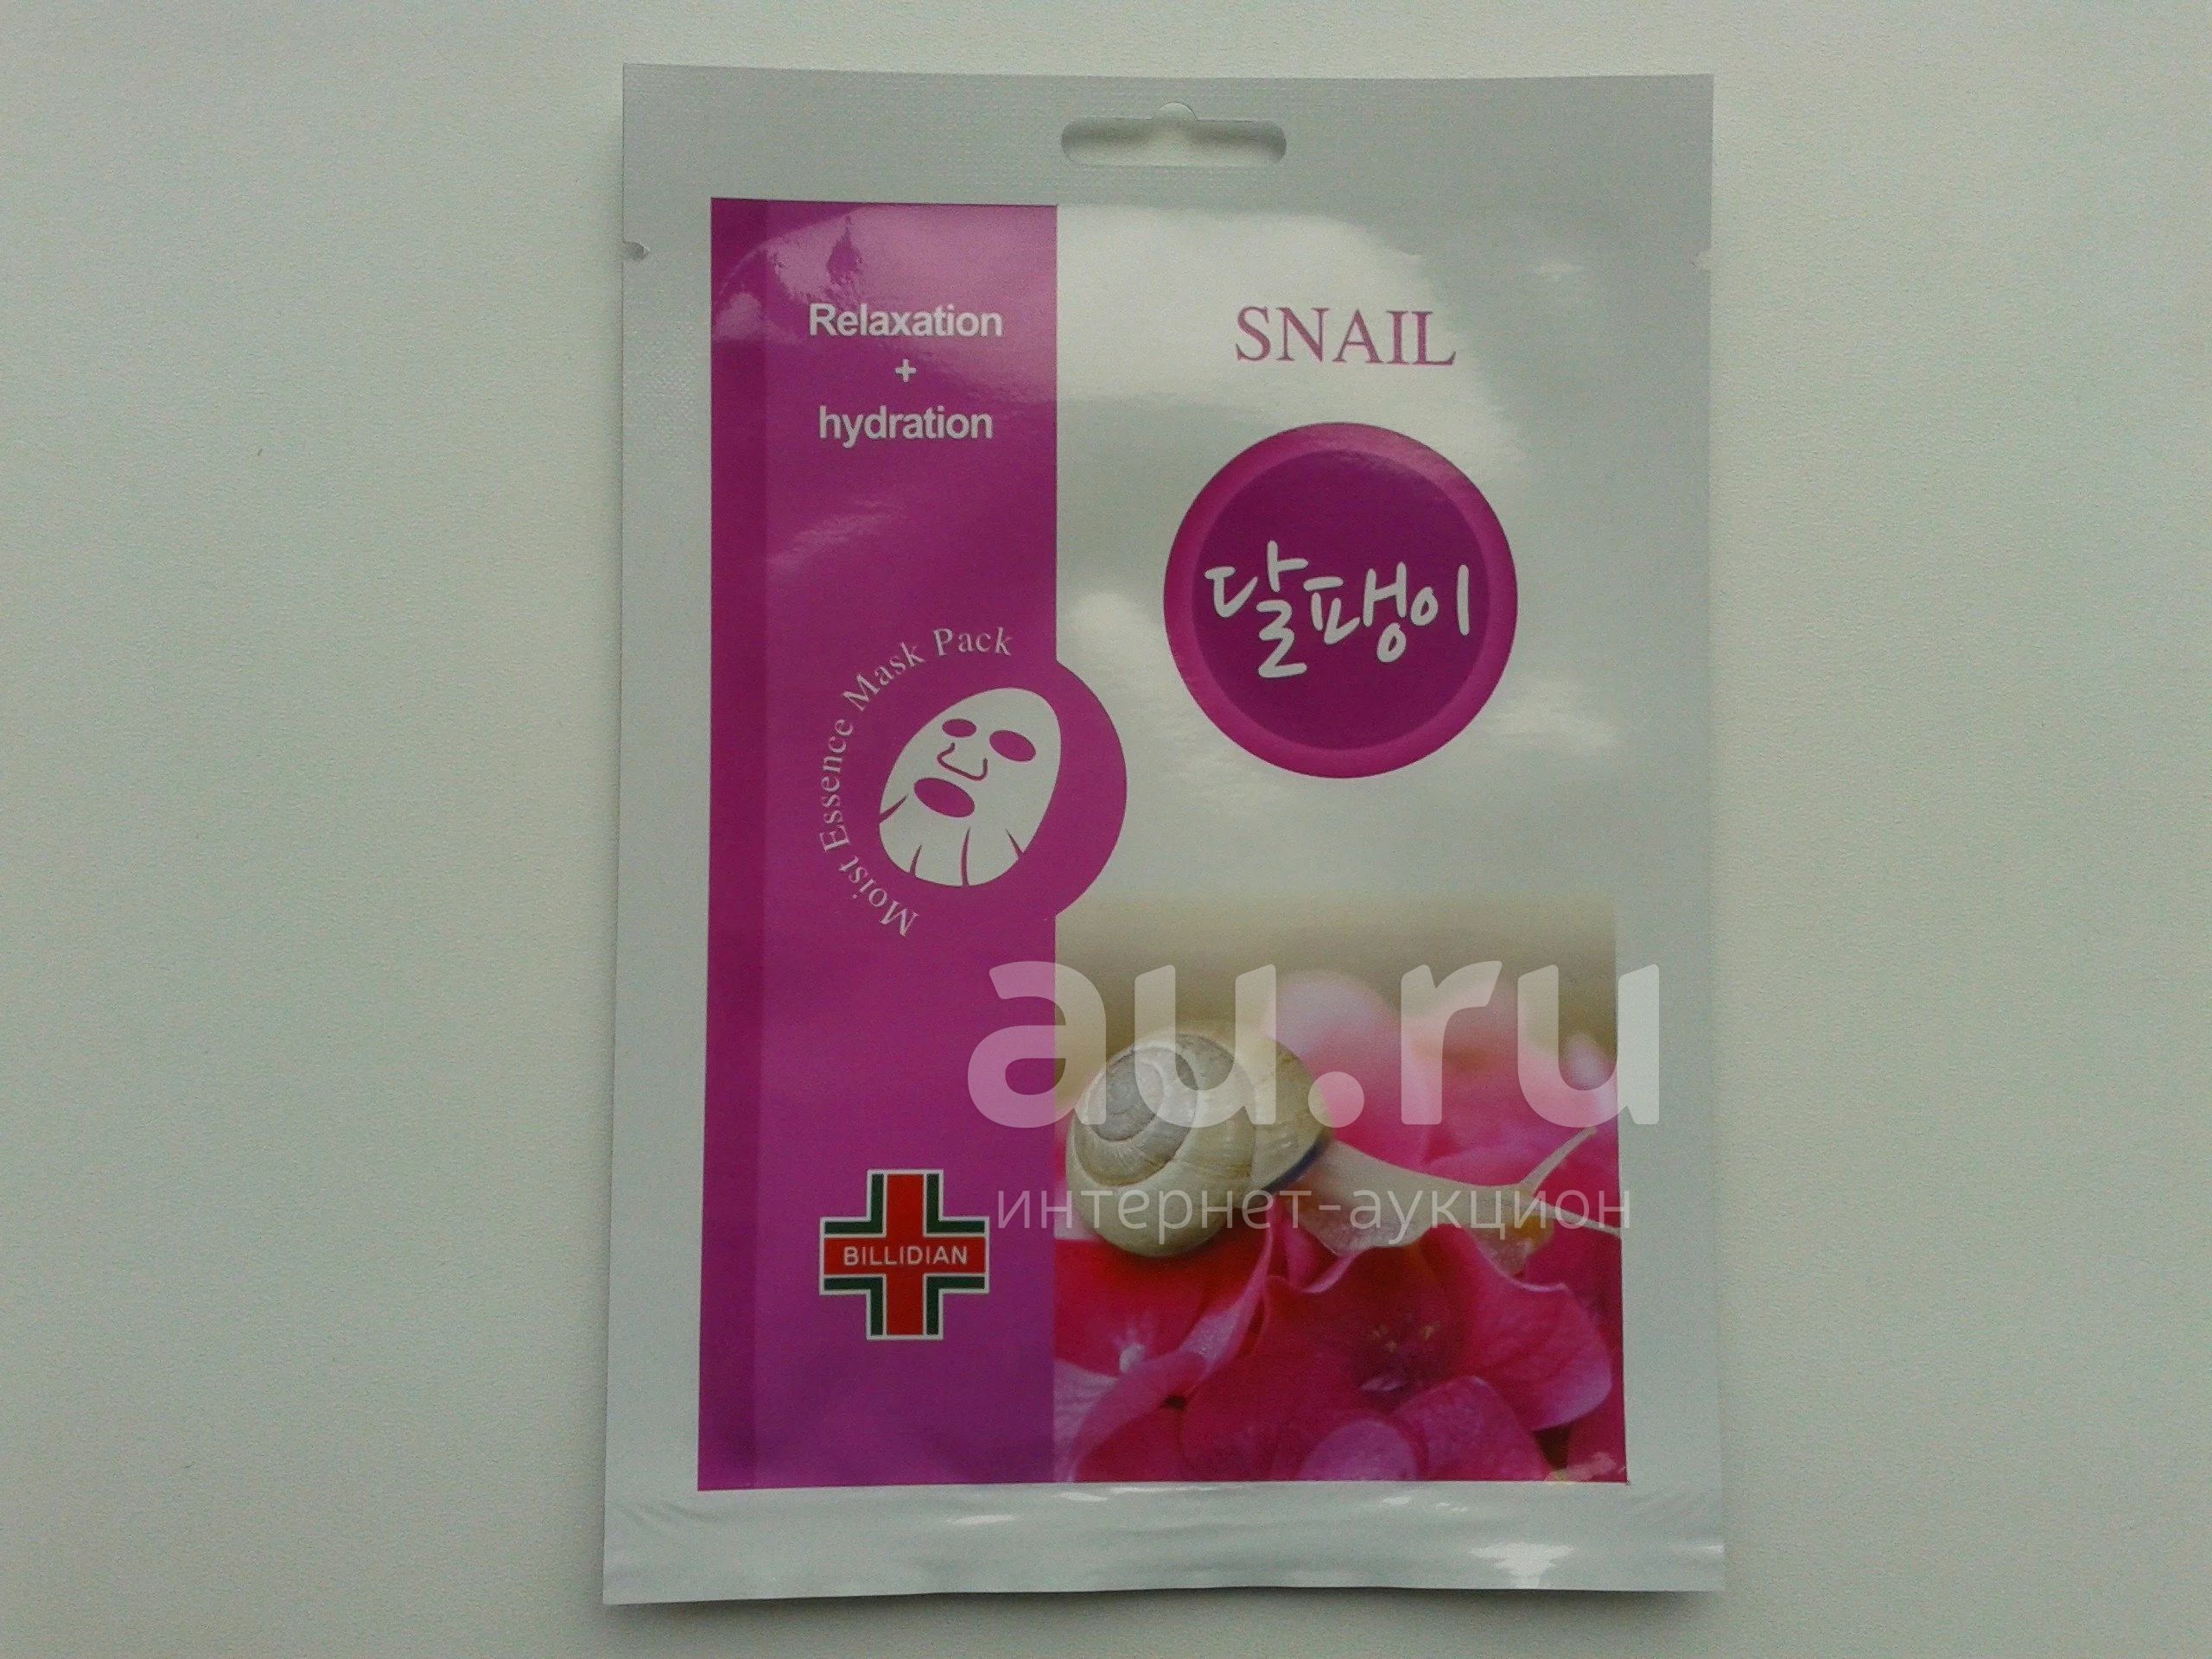 Relaxation
+
hydration
SNAIL
달팽이
Moist Essence Mask Pack
BILLIDIAN
au.ru
интернет-аукцион